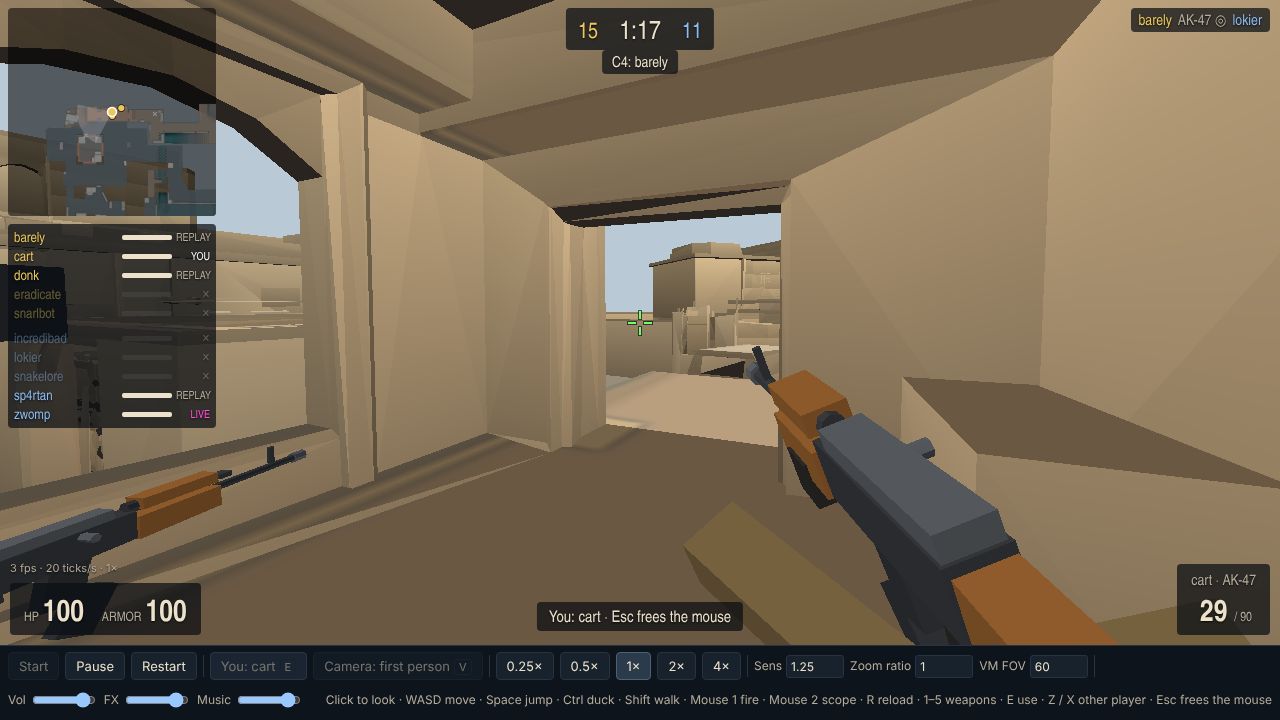 15 1:17 11
C4: barely
barely AK-47 ◎ lokier
barely REPLAY
cart YOU
donk REPLAY
eradicate ×
snarlbot ×
incredibad ×
lokier ×
snakelore ×
sp4rtan REPLAY
zwomp LIVE
3 fps · 20 ticks/s · 1×
HP 100 ARMOR 100
You: cart · Esc frees the mouse
cart · AK-47
29 / 90
Start Pause Restart You: cart E Camera: first person V 0.25× 0.5× 1× 2× 4× Sens 1.25 Zoom ratio 1 VM FOV 60
Vol FX Music Click to look · WASD move · Space jump · Ctrl duck · Shift walk · Mouse 1 fire · Mouse 2 scope · R reload · 1–5 weapons · E use · Z / X other player · Esc frees the mouse